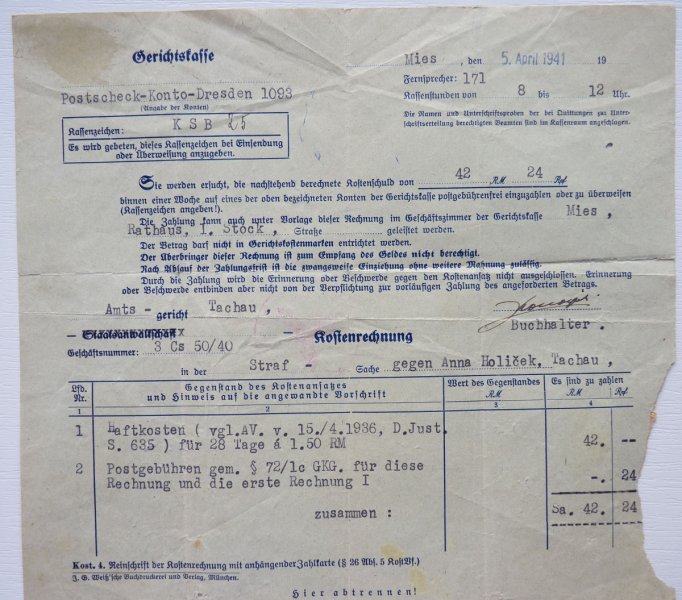 Gerichtskasse
Mies, den 5. April 1941 19
Fernsprecher: 171
Postscheck-Konto-Dresden 1093
(Angabe der Konten)
Kassenstunden von 8 bis 12 Uhr.
Die Namen und Unterschriftsproben der bei Quittungen zur Unter-
schriftserteilung berechtigten Beamten sind im Kassenraum angeschlagen.
Kassenzeichen: K S B 25
Es wird gebeten, dieses Kassenzeichen bei Einsendung
oder Überweisung anzugeben.
Sie werden ersucht, die nachstehend berechnete Kostenschuld von 42 RM 24 Rpf
binnen einer Woche auf eines der oben bezeichneten Konten der Gerichtskasse postgebührenfrei einzuzahlen oder zu überweisen
(Kassenzeichen angeben!).
Die Zahlung kann auch unter Vorlage dieser Rechnung im Geschäftszimmer der Gerichtskasse Mies,
Rathaus, I. Stock, Straße geleistet werden.
Der Betrag darf nicht in Gerichtskostenmarken entrichtet werden.
Der Überbringer dieser Rechnung ist zum Empfang des Geldes nicht berechtigt.
Nach Ablauf der Zahlungsfrist ist die zwangsweise Einziehung ohne weitere Mahnung zulässig.
Durch die Zahlung wird die Erinnerung oder Beschwerde gegen den Kostenansatz nicht ausgeschlossen. Erinnerung
oder Beschwerde entbinden aber nicht von der Verpflichtung zur vorläufigen Zahlung des angeforderten Betrags.
Amts- gericht Tachau,
Buchhalter.
– Staatsanwaltschaft – Kostenrechnung
Geschäftsnummer: 3 Cs 50/40
in der Straf - Sache gegen Anna Holiček, Tachau,
Lfd. Nr. Gegenstand des Kostenansatzes und Hinweis auf die angewandte Vorschrift Wert des Gegenstandes RM Es sind zu zahlen RM Rpf
1 2 3 4
1 Haftkosten ( vgl.AV. v. 15./4.1936, D.Just.
S. 635 ) für 28 Tage á 1.50 RM 42. --
2 Postgebühren gem. § 72/1c GKG. für diese
Rechnung und die erste Rechnung I -. 24
zusammen : Sa. 42. 24
Kost. 4. Reinschrift der Kostenrechnung mit anhängender Zahlkarte (§ 26 Abs. 5 KostVf.)
J. G. Weiß'sche Buchdruckerei und Verlag, München.
Hier abtrennen!